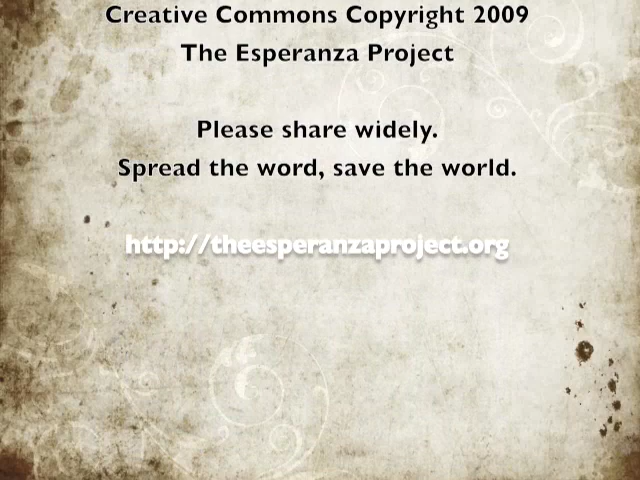 Creative Commons Copyright 2009
The Esperanza Project
Please share widely.
Spread the word, save the world.
http://theesperanzaproject.org